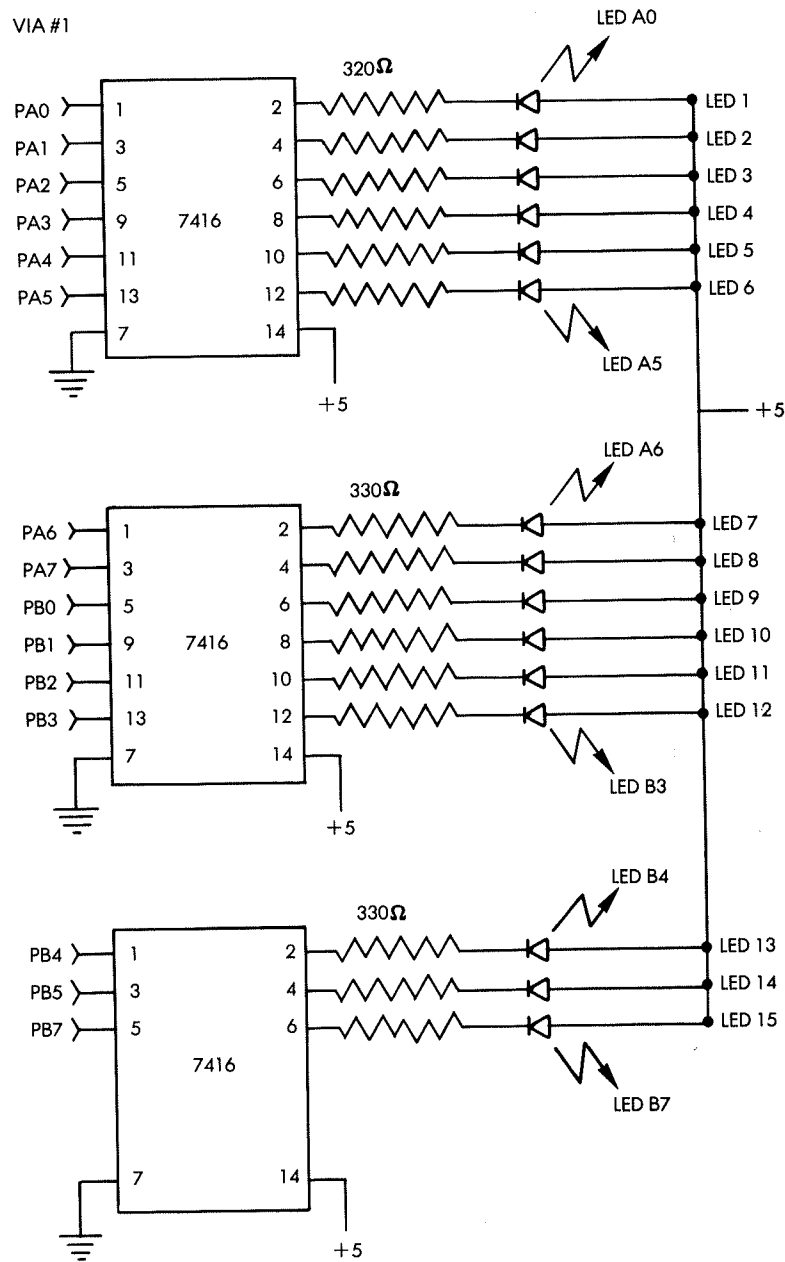 VIA #1
LED A0
320Ω
PA0 1 2 LED 1
PA1 3 4 LED 2
PA2 5 6 LED 3
PA3 9 7416 8 LED 4
PA4 11 10 LED 5
PA5 13 12 LED 6
7 14
LED A5
+5
+5
LED A6
330Ω
PA6 1 2 LED 7
PA7 3 4 LED 8
PB0 5 6 LED 9
PB1 9 7416 8 LED 10
PB2 11 10 LED 11
PB3 13 12 LED 12
7 14
LED B3
+5
LED B4
330Ω
PB4 1 2 LED 13
PB5 3 4 LED 14
PB7 5 6 LED 15
7416
LED B7
7 14
+5